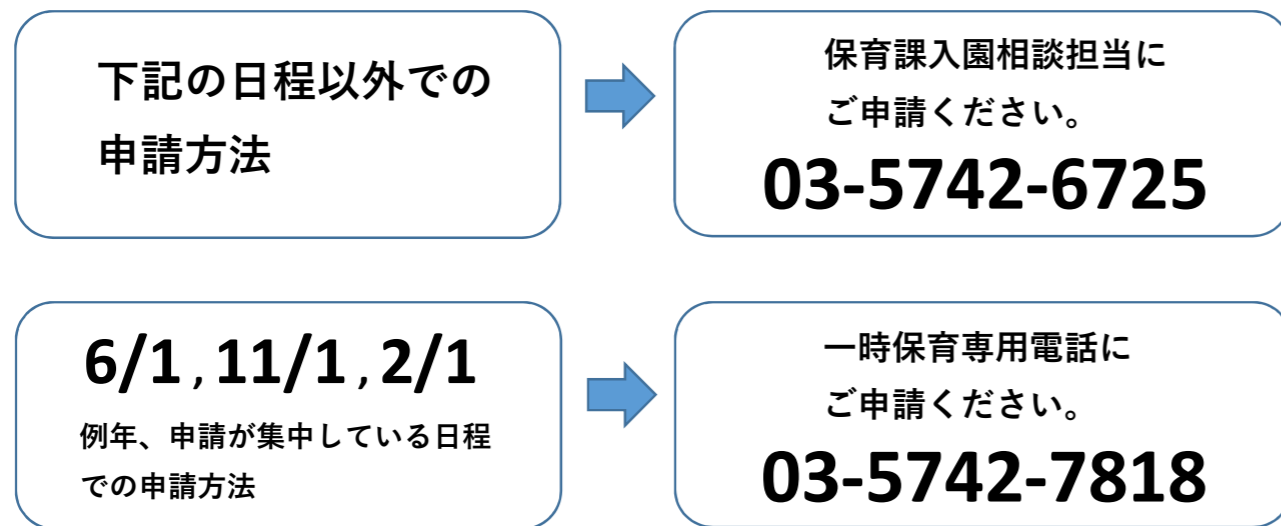 下記の日程以外での
申請方法
保育課入園相談担当に
ご申請ください。
03-5742-6725
6/1 , 11/1 , 2/1
例年、申請が集中している日程
での申請方法
一時保育専用電話に
ご申請ください。
03-5742-7818